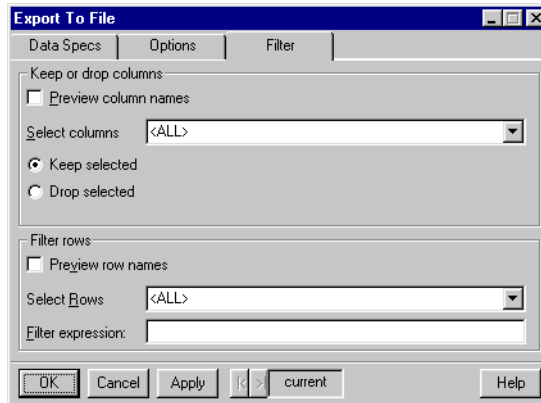 Export To File
Data Specs Options Filter
Keep or drop columns
Preview column names
Select columns <ALL>
Keep selected
Drop selected
Filter rows
Preview row names
Select Rows <ALL>
Filter expression:
OK Cancel Apply current Help